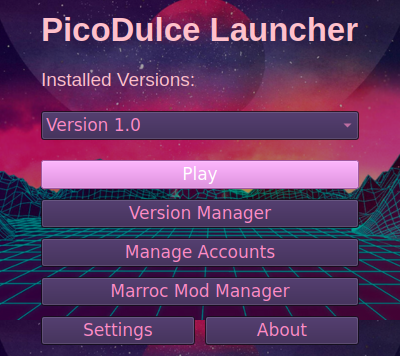 PicoDulce Launcher
Installed Versions:
Version 1.0
Play
Version Manager
Manage Accounts
Marroc Mod Manager
Settings
About